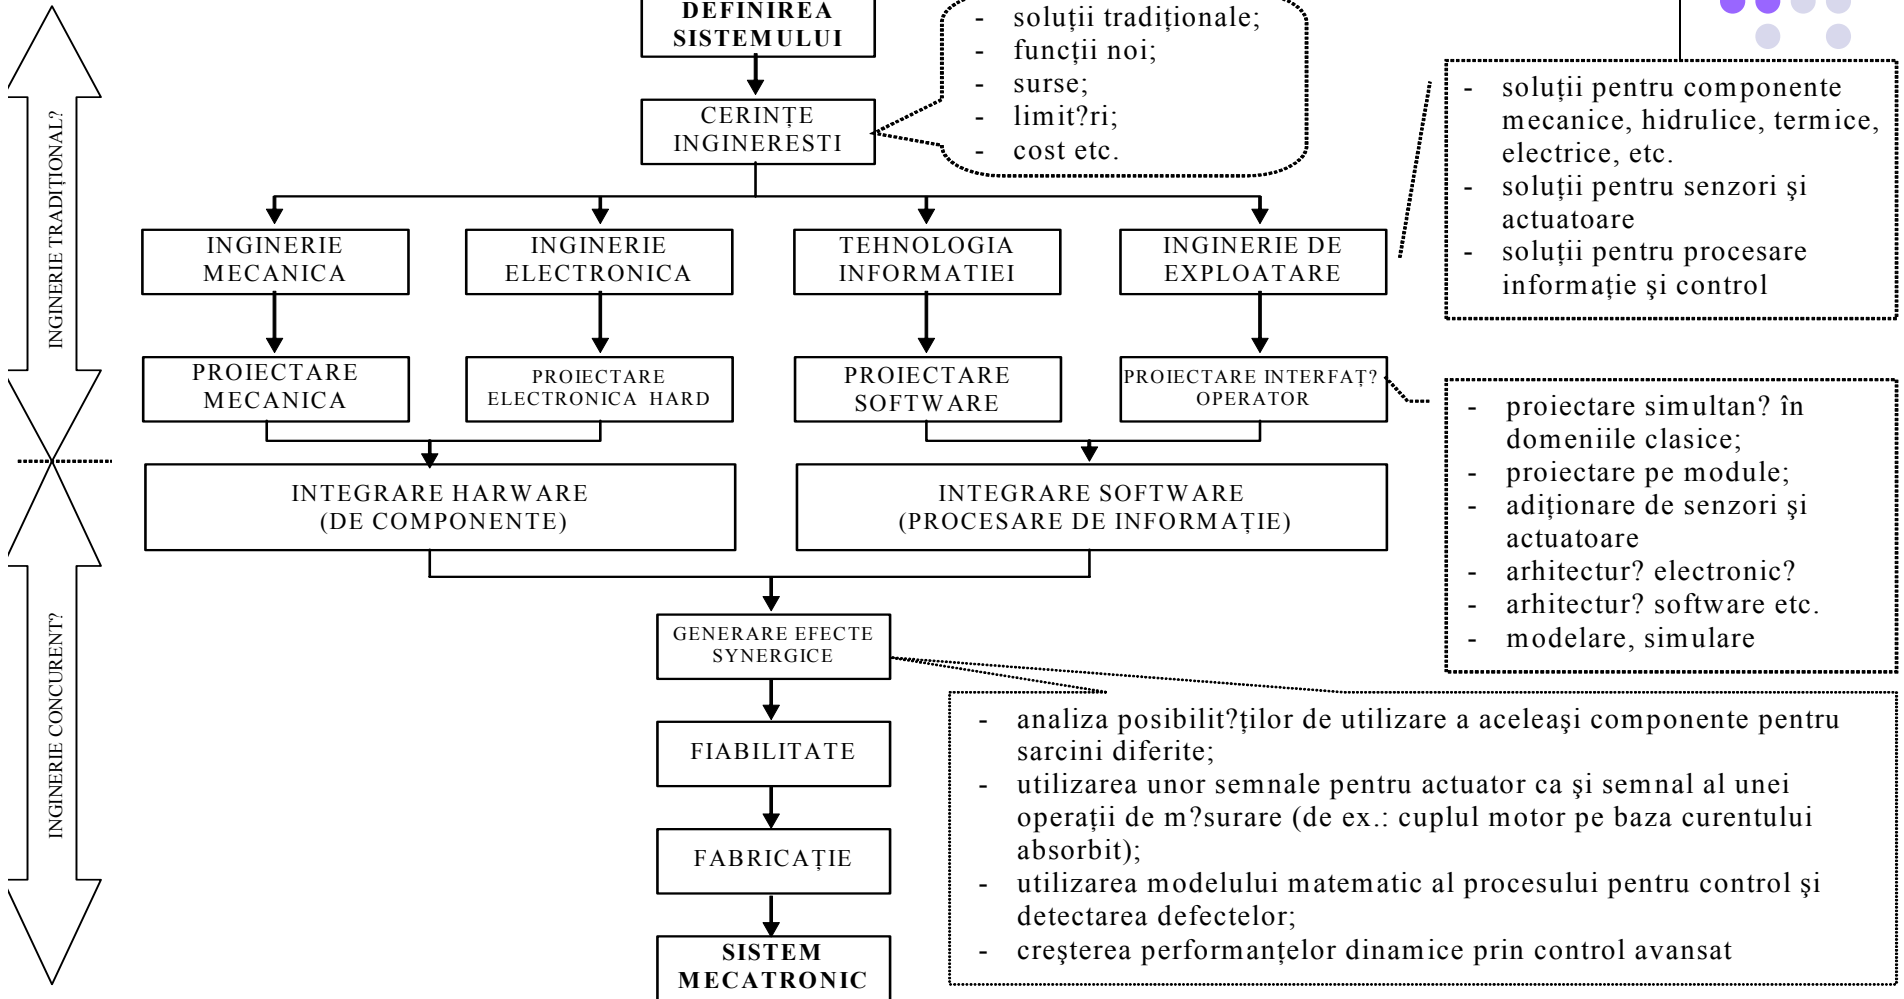 DEFINIREA
SISTEMULUI
- soluții tradiționale;
- funcții noi;
- surse;
- limit?ri;
- cost etc.
CERINȚE
INGINERESTI
- soluții pentru componente
mecanice, hidrulice, termice,
electrice, etc.
- soluții pentru senzori şi
actuatoare
- soluții pentru procesare
informație şi control
INGINERIE TRADIȚIONAL?
INGINERIE
MECANICA
INGINERIE
ELECTRONICA
TEHNOLOGIA
INFORMATIEI
INGINERIE DE
EXPLOATARE
PROIECTARE
MECANICA
PROIECTARE
ELECTRONICA HARD
PROIECTARE
SOFTWARE
PROIECTARE INTERFAȚ?
OPERATOR
- proiectare simultan? în
domeniile clasice;
- proiectare pe module;
- adiționare de senzori şi
actuatoare
- arhitectur? electronic?
- arhitectur? software etc.
- modelare, simulare
INTEGRARE HARWARE
(DE COMPONENTE)
INTEGRARE SOFTWARE
(PROCESARE DE INFORMAȚIE)
INGINERIE CONCURENT?
GENERARE EFECTE
SYNERGICE
- analiza posibilit?ților de utilizare a aceleaşi componente pentru
sarcini diferite;
- utilizarea unor semnale pentru actuator ca şi semnal al unei
operații de m?surare (de ex.: cuplul motor pe baza curentului
absorbit);
- utilizarea modelului matematic al procesului pentru control şi
detectarea defectelor;
- creşterea performanțelor dinamice prin control avansat
FIABILITATE
FABRICAȚIE
SISTEM
MECATRONIC